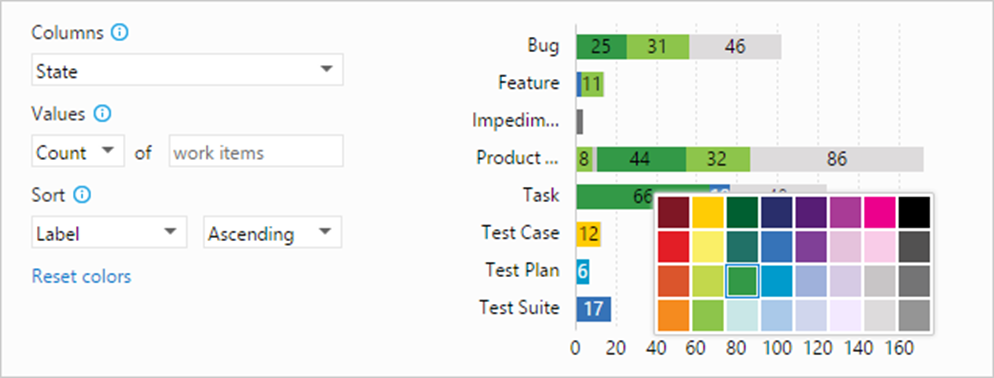 Columns
State
Values
Count of work items
Sort
Label Ascending
Reset colors
Bug 25 31 46
Feature 11
Impedim...
Product ... 8 44 32 86
Task 66
Test Case 12
Test Plan 6
Test Suite 17
0 20 40 60 80 100 120 140 160